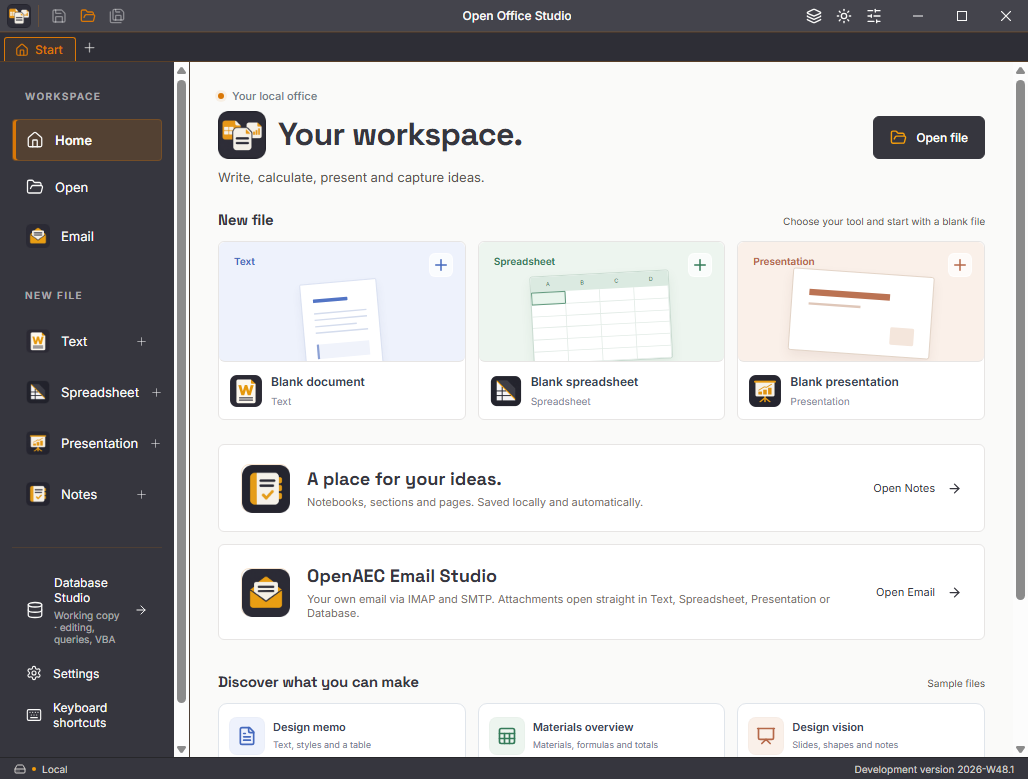 Open Office Studio
Start
WORKSPACE
Home
Open
Email
NEW FILE
Text
Spreadsheet
Presentation
Notes
Database
Studio
Working copy
- editing,
queries, VBA
Settings
Keyboard
shortcuts
Your local office
Your workspace.
Open file
Write, calculate, present and capture ideas.
New file
Choose your tool and start with a blank file
Text
Blank document
Text
Spreadsheet
A B C D
Blank spreadsheet
Spreadsheet
Presentation
Blank presentation
Presentation
A place for your ideas.
Notebooks, sections and pages. Saved locally and automatically.
Open Notes
OpenAEC Email Studio
Your own email via IMAP and SMTP. Attachments open straight in Text, Spreadsheet, Presentation or
Database.
Open Email
Discover what you can make
Sample files
Design memo
Text, styles and a table
Materials overview
Materials, formulas and totals
Design vision
Slides, shapes and notes
Local
Development version 2026-W48.1